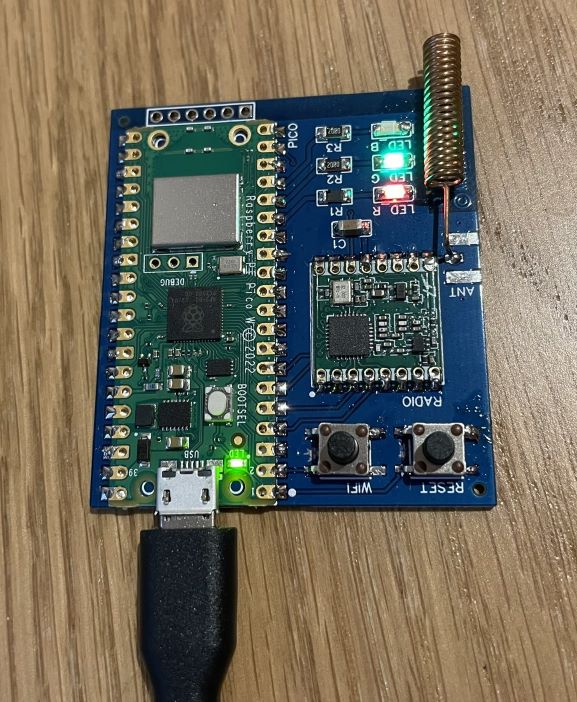 PICO
R3
LED B
R2
LED G
R1
LED R
C1
Raspberry Pi Pico W © 2022
DEBUG
ANT
RADIO
BOOTSEL
LED
USB
39
2
WIFI
RESET